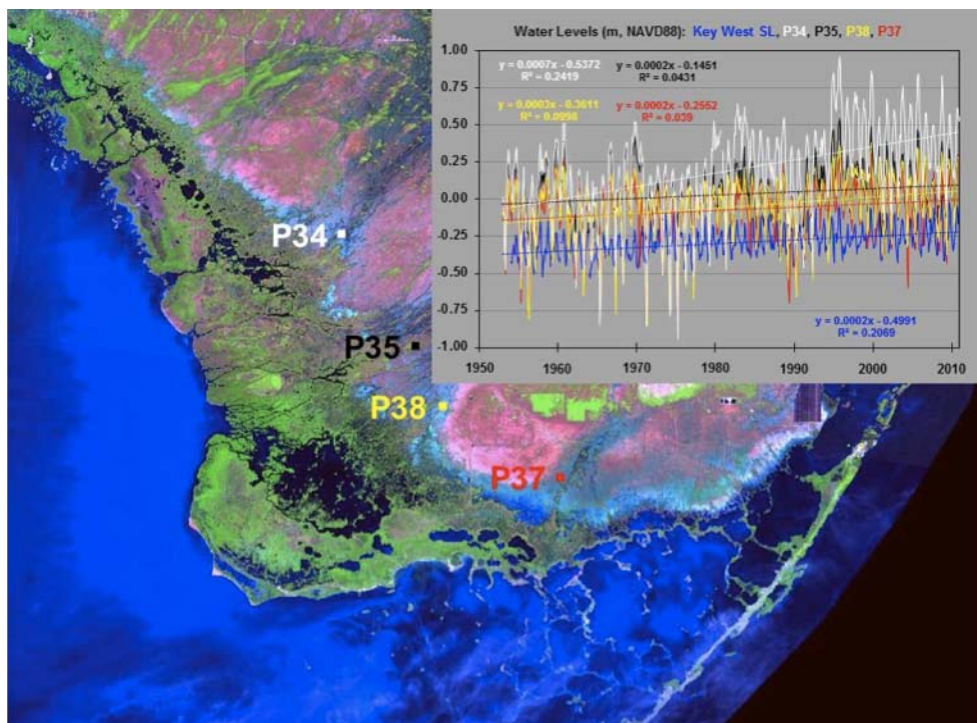 Water Levels (m, NAVD88): Key West SL, P34, P35, P38, P37
1.00
0.75
0.50
0.25
0.00
-0.25
-0.50
-0.75
-1.00
y = 0.0007x - 0.5372
R² = 0.2419
y = 0.0002x - 0.1451
R² = 0.0431
y = 0.0003x - 0.3611
R² = 0.0998
y = 0.0002x - 0.2552
R² = 0.039
y = 0.0002x - 0.4991
R² = 0.2069
1950 1960 1970 1980 1990 2000 2010
P34
P35
P38
P37